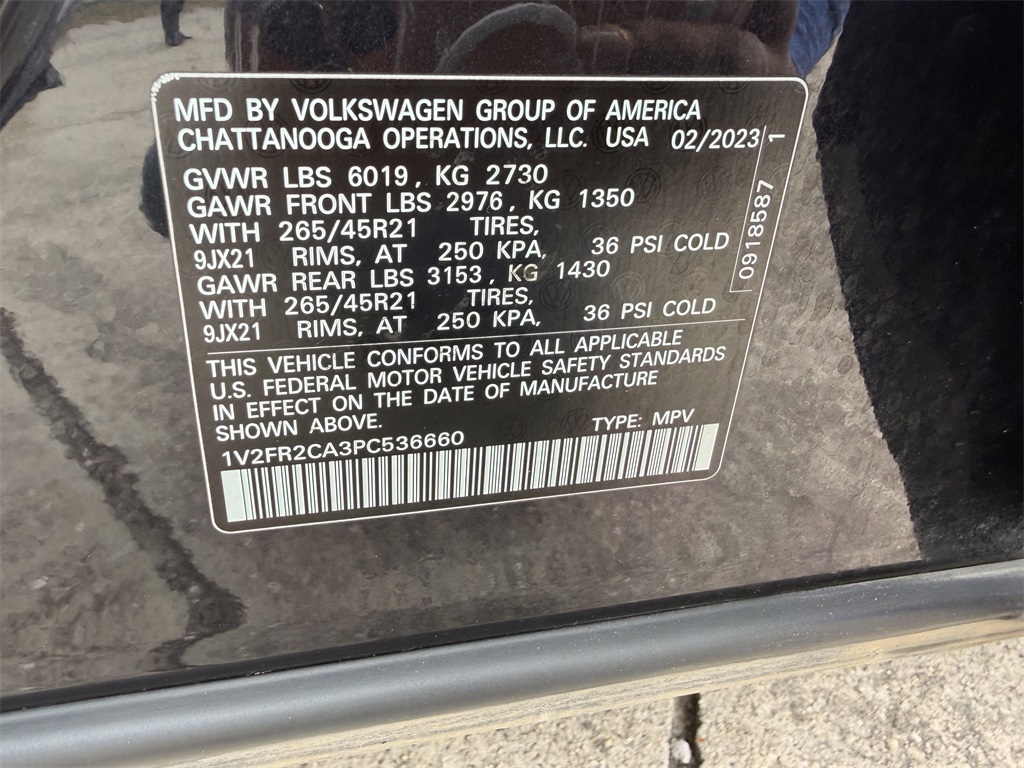 MFD BY VOLKSWAGEN GROUP OF AMERICA
CHATTANOOGA OPERATIONS, LLC. USA 02/2023
GVWR LBS 6019, KG 2730
GAWR FRONT LBS 2976, KG 1350
WITH 265/45R21 TIRES,
9JX21 RIMS, AT 250 KPA, 36 PSI COLD
GAWR REAR LBS 3153, KG 1430
WITH 265/45R21 TIRES,
9JX21 RIMS, AT 250 KPA, 36 PSI COLD
0918587 1
THIS VEHICLE CONFORMS TO ALL APPLICABLE
U.S. FEDERAL MOTOR VEHICLE SAFETY STANDARDS
IN EFFECT ON THE DATE OF MANUFACTURE
SHOWN ABOVE.
TYPE: MPV
1V2FR2CA3PC536660